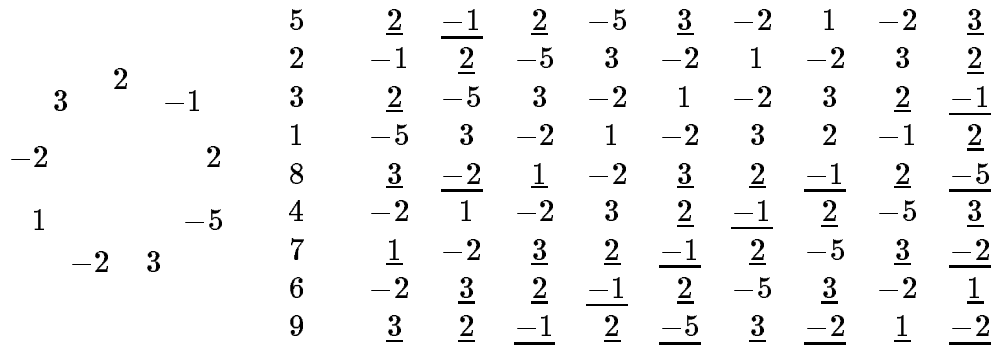 5 2 −1 2 −5 3 −2 1 −2 3
2 −1 2 −5 3 −2 1 −2 3 2
2
3 −1
3 2 −5 3 −2 1 −2 3 2 −1
1 −5 3 −2 1 −2 3 2 −1 2
−2 2
8 3 −2 1 −2 3 2 −1 2 −5
4 −2 1 −2 3 2 −1 2 −5 3
1 −5
7 1 −2 3 2 −1 2 −5 3 −2
−2 3
6 −2 3 2 −1 2 −5 3 −2 1
9 3 2 −1 2 −5 3 −2 1 −2